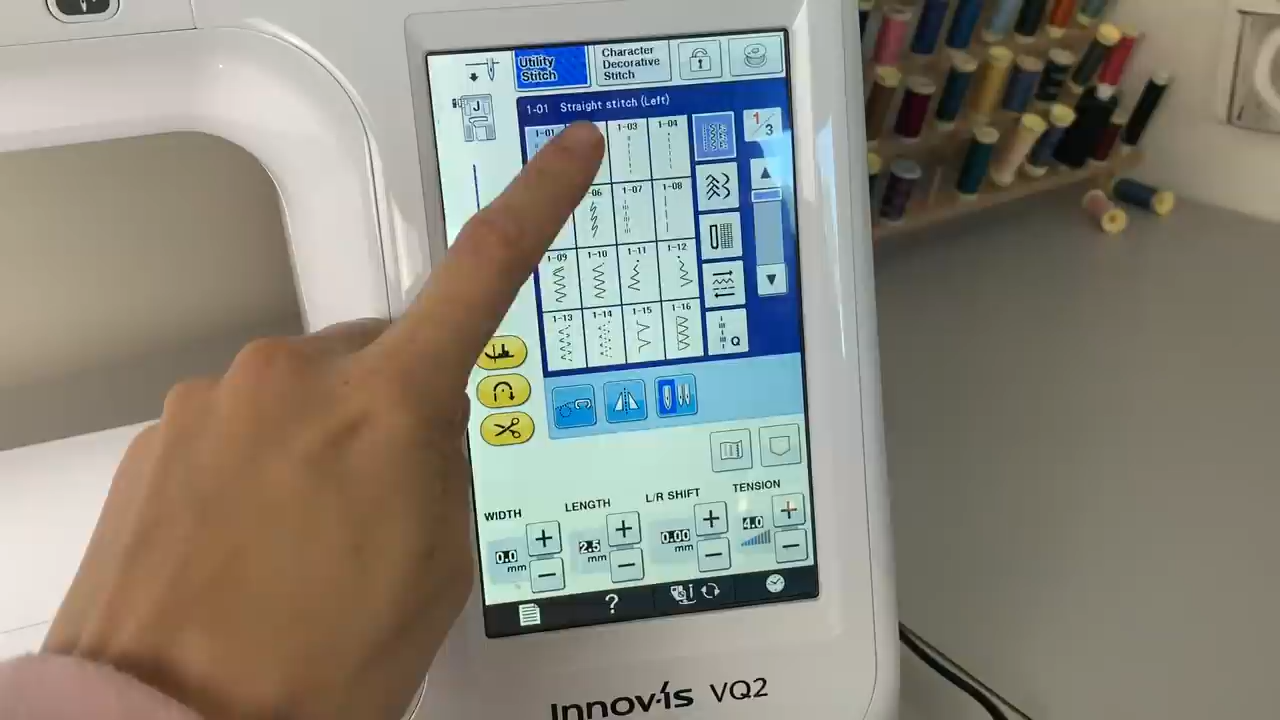 Utility
Stitch
Character
Decorative
Stitch
J
1-01 Straight stitch (Left)
1-01
1-03
1-04
1/3
-06
1-07
1-08
1-09
1-10
1-11
1-12
1-13
1-14
1-15
1-16
Q
WIDTH
LENGTH
L/R SHIFT
TENSION
0.0
mm
2.5
mm
0.00
mm
4.0
?
innov-ís VQ2